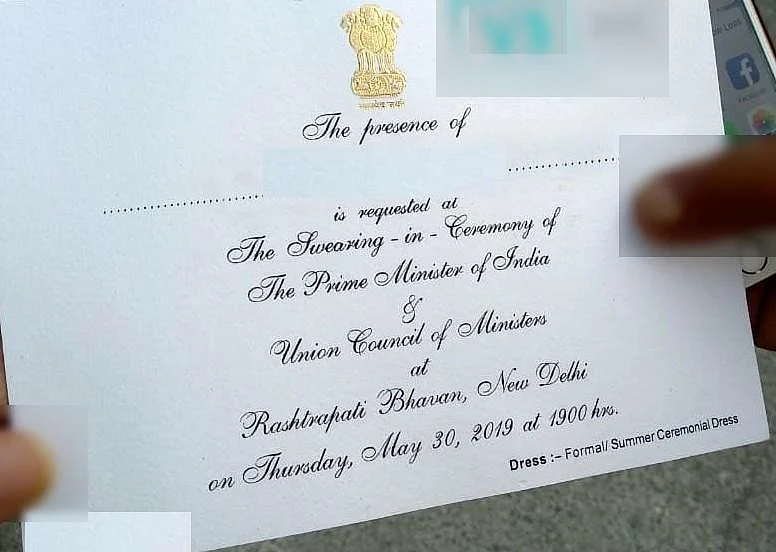 The presence of
is requested at
The Swearing - in - Ceremony of
The Prime Minister of India
&
Union Council of Ministers
at
Rashtrapati Bhavan, New Delhi
on Thursday, May 30, 2019 at 1900 hrs.
Dress :– Formal/ Summer Ceremonial Dress
Facebook